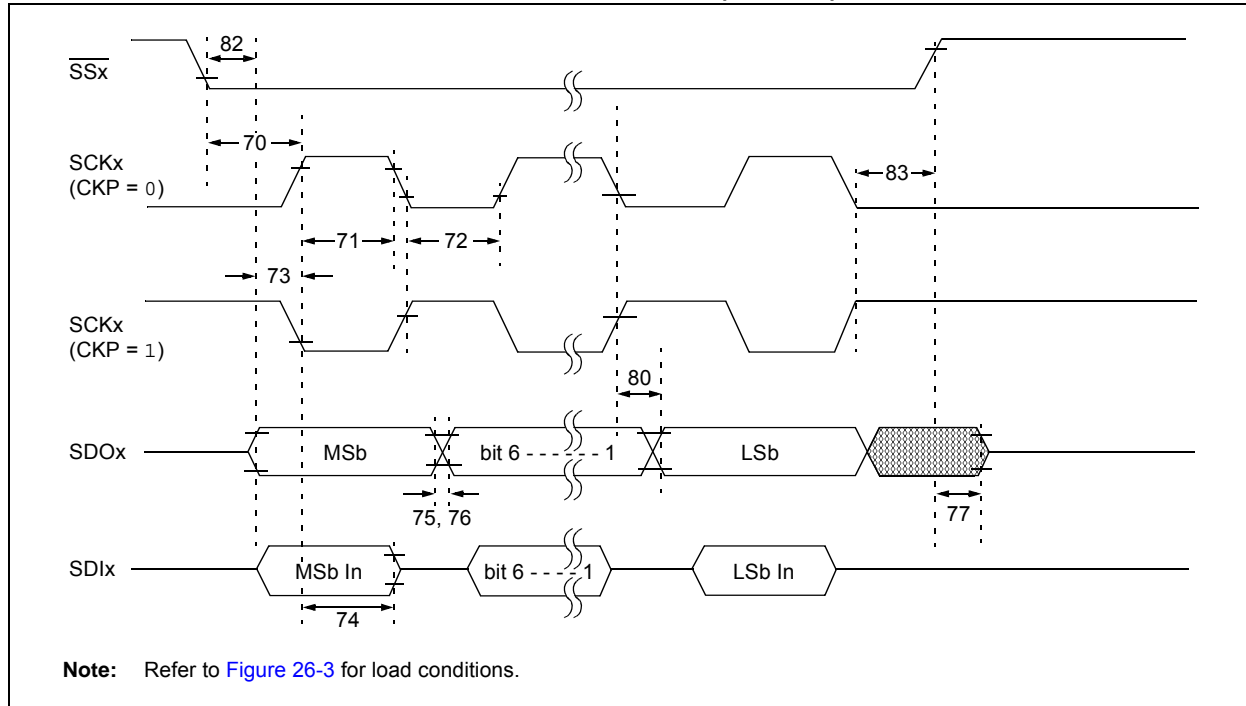 82
SSx
70
SCKx
(CKP = 0)
83
71
72
73
SCKx
(CKP = 1)
80
SDOx
MSb
bit 6 - - - - - - 1
LSb
75, 76
77
SDIx
MSb In
bit 6 - - - - 1
LSb In
74
Note: Refer to Figure 26-3 for load conditions.